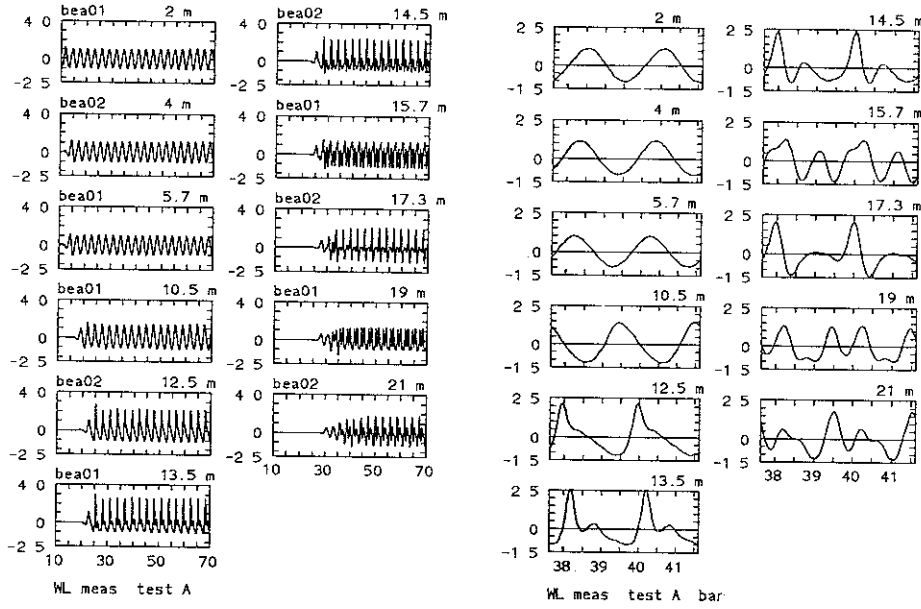 bea01 2 m
4 0
0
-2 5
bea02 4 m
4 0
0
-2 5
bea01 5.7 m
4 0
0
-2 5
bea01 10.5 m
4 0
0
-2 5
bea02 12.5 m
4 0
0
-2 5
bea01 13.5 m
4 0
0
-2 5
10 30 50 70
WL meas test A
bea02 14.5 m
4 0
0
-2 5
bea01 15.7 m
4 0
0
-2 5
bea02 17.3 m
4 0
0
-2 5
bea01 19 m
4 0
0
-2 5
bea02 21 m
4 0
0
-2 5
10 30 50 70
2 m
2 5
0
-1 5
4 m
2 5
0
-1 5
5.7 m
2 5
0
-1 5
10.5 m
2 5
0
-1 5
12.5 m
2 5
0
-1 5
13.5 m
2 5
0
-1 5
38 39 40 41
WL meas test A bar
14.5 m
2 5
0
-1 5
15.7 m
2 5
0
-1 5
17.3 m
2 5
0
-1 5
19 m
2 5
0
-1 5
21 m
2 5
0
-1 5
38 39 40 41